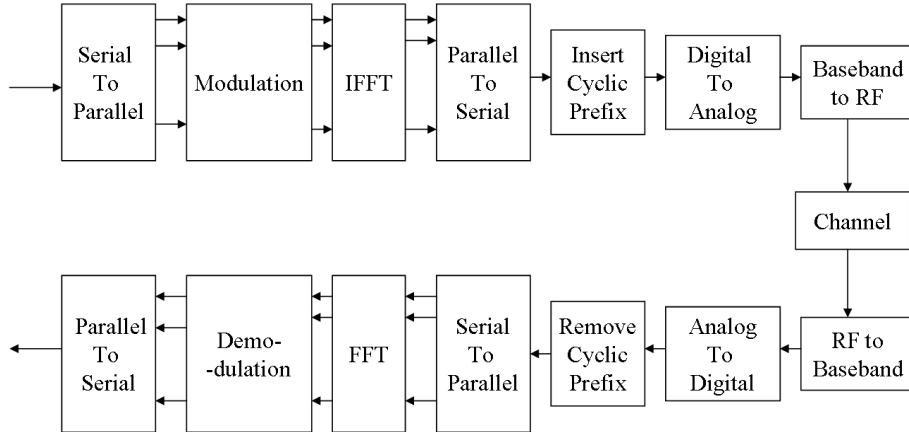 Serial
To
Parallel
Modulation
IFFT
Parallel
To
Serial
Insert
Cyclic
Prefix
Digital
To
Analog
Baseband
to RF
Channel
Parallel
To
Serial
Demo-
-dulation
FFT
Serial
To
Parallel
Remove
Cyclic
Prefix
Analog
To
Digital
RF to
Baseband